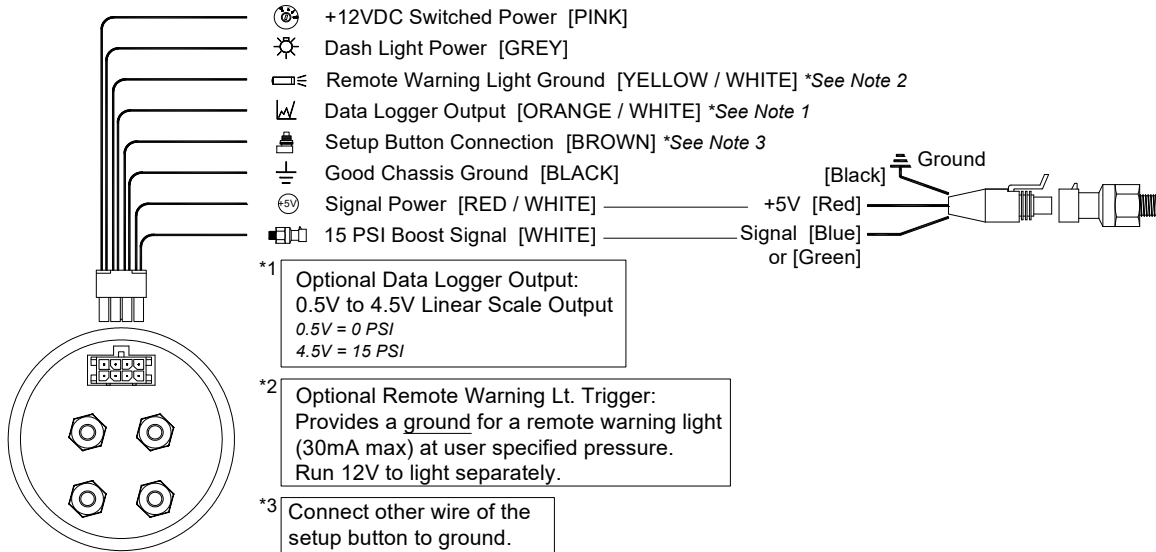 +12VDC Switched Power [PINK]
Dash Light Power [GREY]
Remote Warning Light Ground [YELLOW / WHITE] *See Note 2
Data Logger Output [ORANGE / WHITE] *See Note 1
Setup Button Connection [BROWN] *See Note 3
Good Chassis Ground [BLACK]
+5V Signal Power [RED / WHITE]
15 PSI Boost Signal [WHITE]
Ground
[Black]
+5V [Red]
Signal [Blue]
or [Green]
*1
Optional Data Logger Output:
0.5V to 4.5V Linear Scale Output
0.5V = 0 PSI
4.5V = 15 PSI
*2
Optional Remote Warning Lt. Trigger:
Provides a ground for a remote warning light
(30mA max) at user specified pressure.
Run 12V to light separately.
*3
Connect other wire of the
setup button to ground.